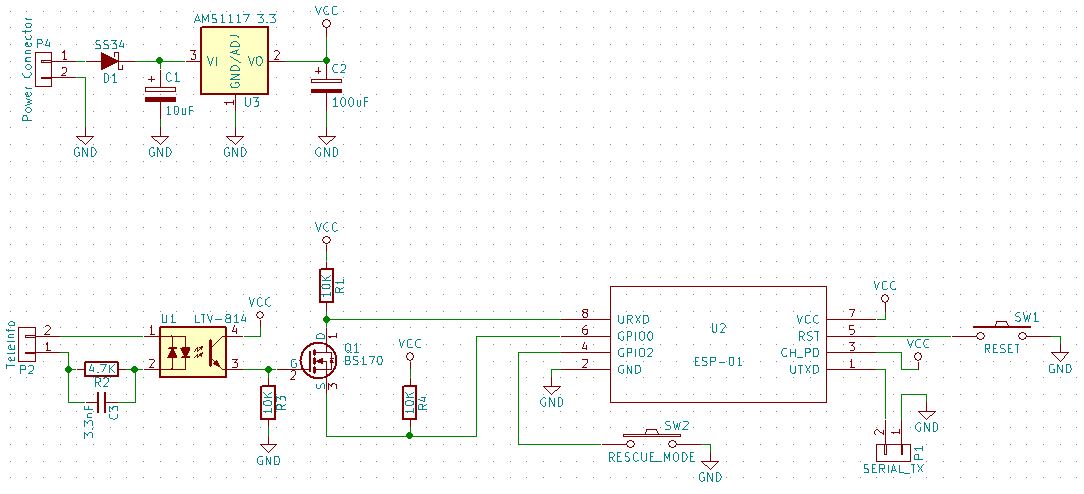 VCC
AMS1117 3.3
Power Connector
P4
1
2
SS34
D1
+
C1
10uF
3
VI
GND/ADJ
VO
2
1
U3
+
C2
100uF
GND
GND
GND
GND
VCC
10K
R1
TeleInfo
2
1
P2
4.7K
R2
3.3nF
C3
U1
LTV-814
1
2
4
3
VCC
10K
R3
GND
D
1
G
2
S
3
Q1
BS170
VCC
10K
R4
8
URXD
6
GPIO0
4
GPIO2
2
GND
GND
U2
ESP-01
VCC
7
RST
5
CH_PD
3
UTXD
1
VCC
VCC
SW1
RESET
GND
SW2
RESCUE_MODE
GND
GND
2
1
P1
SERIAL_TX